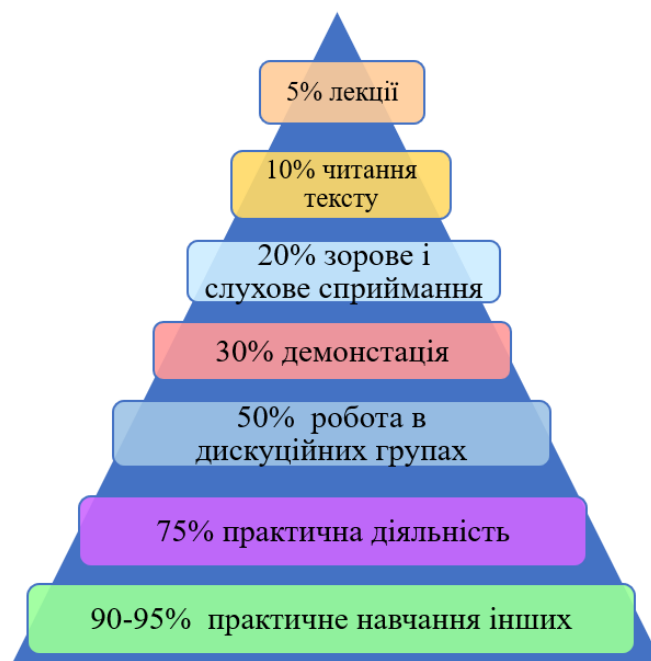 5% лекції
10% читання
тексту
20% зорове і
слухове сприймання
30% демонстація
50% робота в
дискуційних групах
75% практична діяльність
90-95% практичне навчання інших